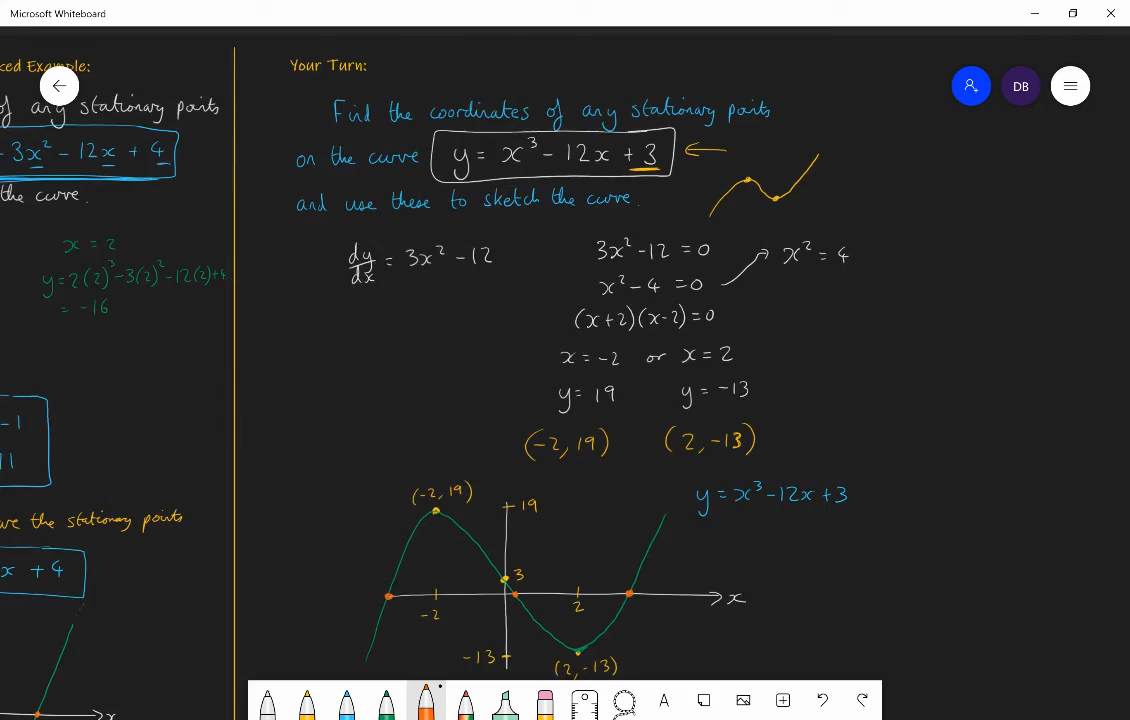 Microsoft Whiteboard
ked Example:
of any stationary points
3x² - 12x + 4
the curve.
x = 2
y = 2(2)³ - 3(2)² - 12(2) + 4
= -16
-1
11
ve the stationary points
x + 4
x
Your Turn:
Find the coordinates of any stationary points
on the curve y = x³ - 12x + 3
and use these to sketch the curve.
dy/dx = 3x² - 12
3x² - 12 = 0
x² - 4 = 0
x² = 4
(x+2)(x-2) = 0
x = -2 or x = 2
y = 19 y = -13
(-2, 19) (2, -13)
y = x³ - 12x + 3
(-2, 19)
19
3
-2
2
x
-13
(2, -13)
DB
A